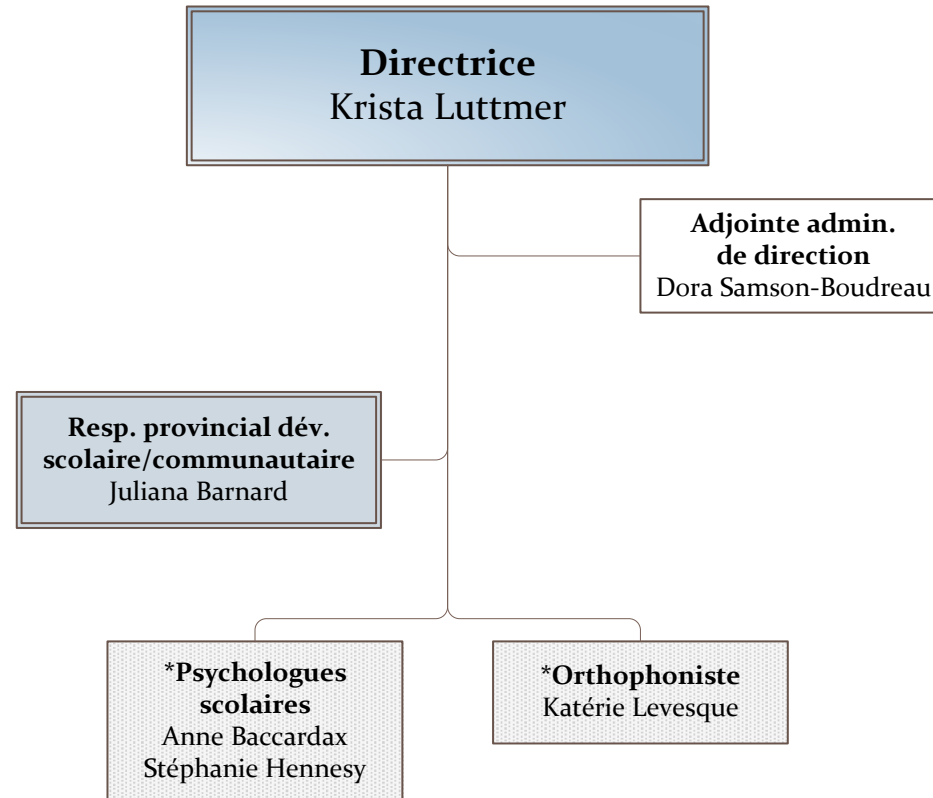 Directrice
Krista Luttmer
Adjointe admin.
de direction
Dora Samson-Boudreau
Resp. provincial dév.
scolaire/communautaire
Juliana Barnard
*Psychologues
scolaires
Anne Baccardax
Stéphanie Hennesy
*Orthophoniste
Katérie Levesque